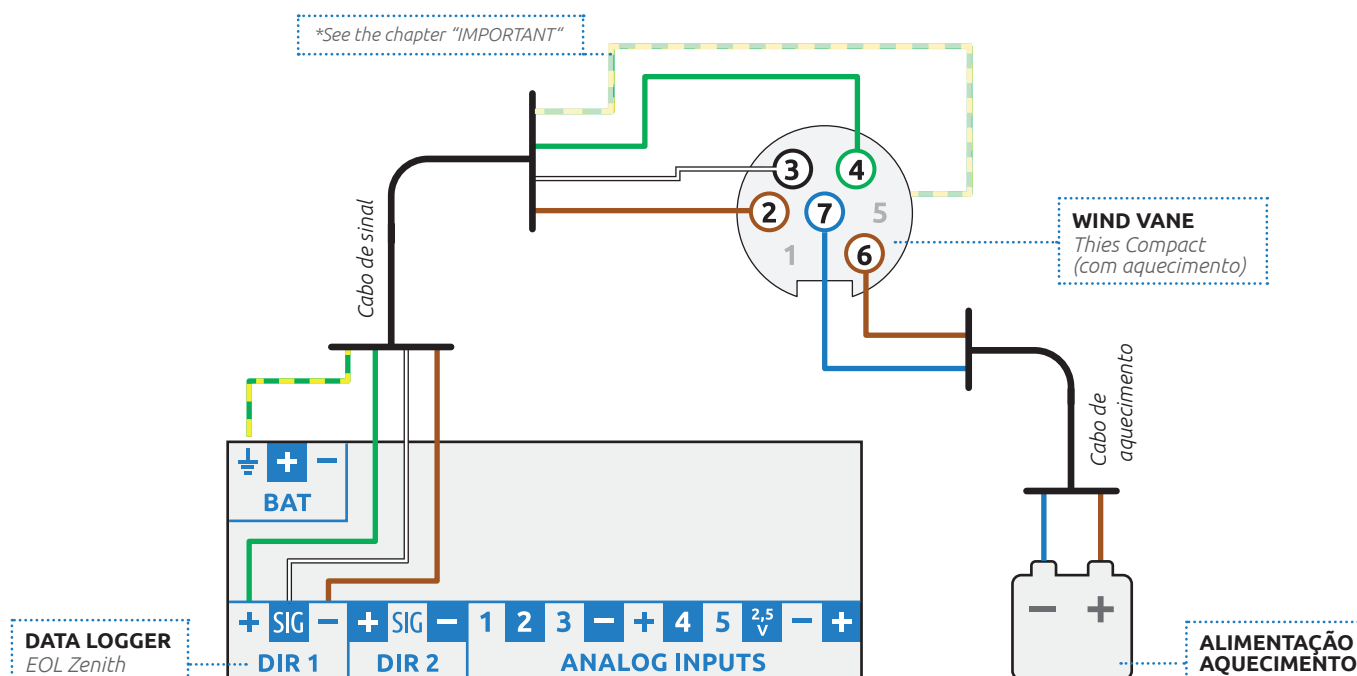 *See the chapter "IMPORTANT"
Cabo de sinal
3
4
2
7
5
1
6
WIND VANE
Thies Compact
(com aquecimento)
Cabo de
aquecimento
+ −
BAT
+ SIG − + SIG − 1 2 3 − + 4 5 2,5 V − +
DIR 1 DIR 2 ANALOG INPUTS
DATA LOGGER
EOL Zenith
− +
ALIMENTAÇÃO
AQUECIMENTO